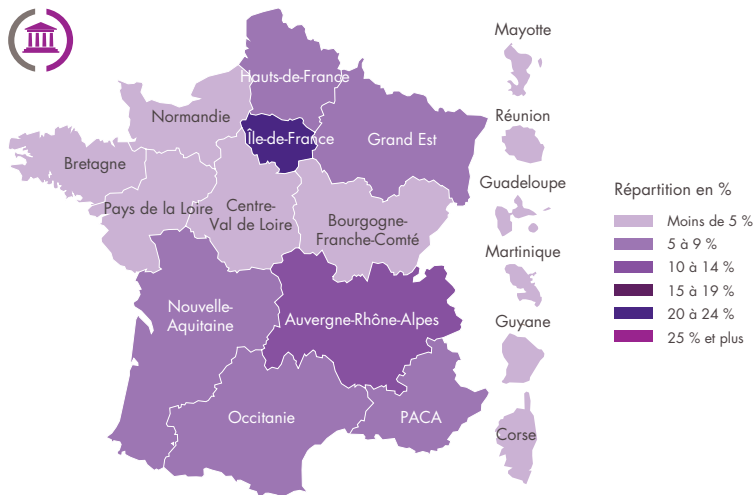 Hauts-de-France
Normandie
Île-de-France
Grand Est
Bretagne
Pays de la Loire
Centre-
Val de Loire
Bourgogne-
Franche-Comté
Nouvelle-
Aquitaine
Auvergne-Rhône-Alpes
Occitanie
PACA
Mayotte
Réunion
Guadeloupe
Martinique
Guyane
Corse
Répartition en %
Moins de 5 %
5 à 9 %
10 à 14 %
15 à 19 %
20 à 24 %
25 % et plus